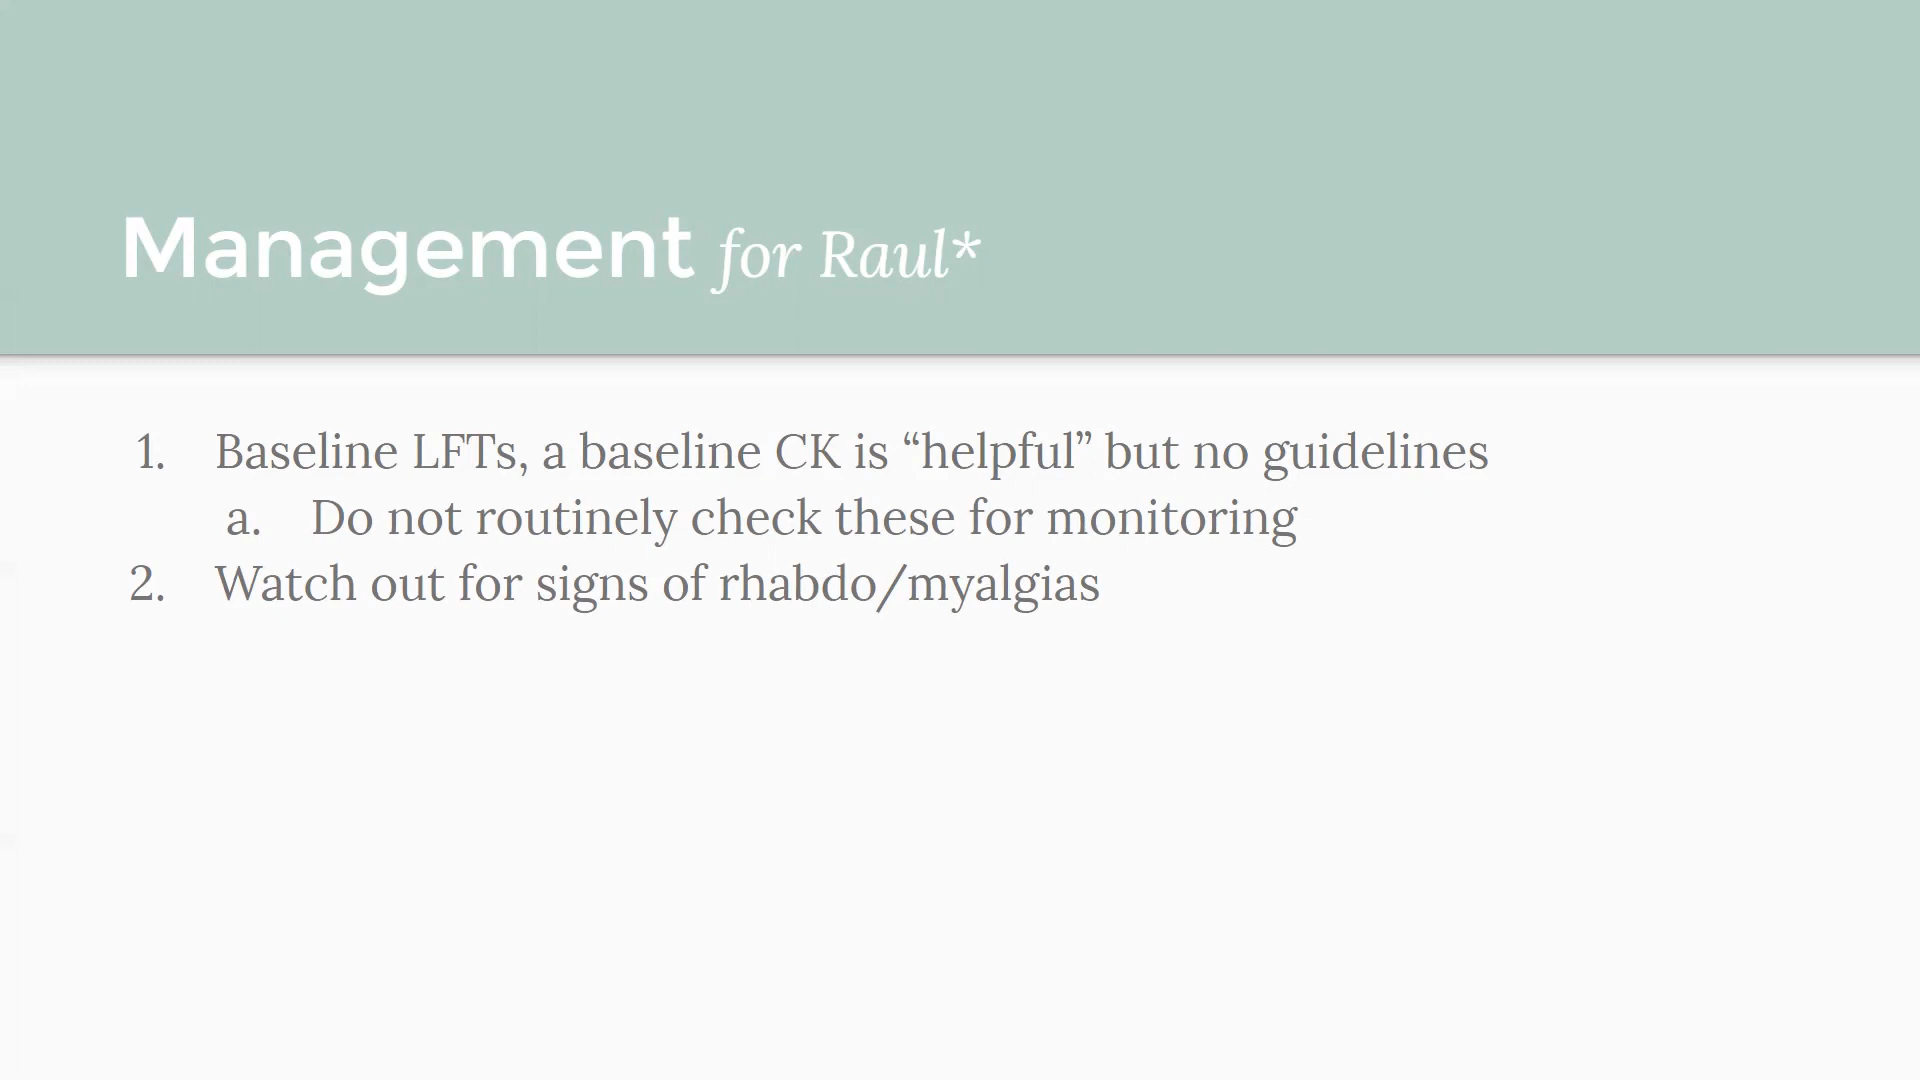 Management for Raul*
1. Baseline LFTs, a baseline CK is “helpful” but no guidelines
a. Do not routinely check these for monitoring
2. Watch out for signs of rhabdo/myalgias